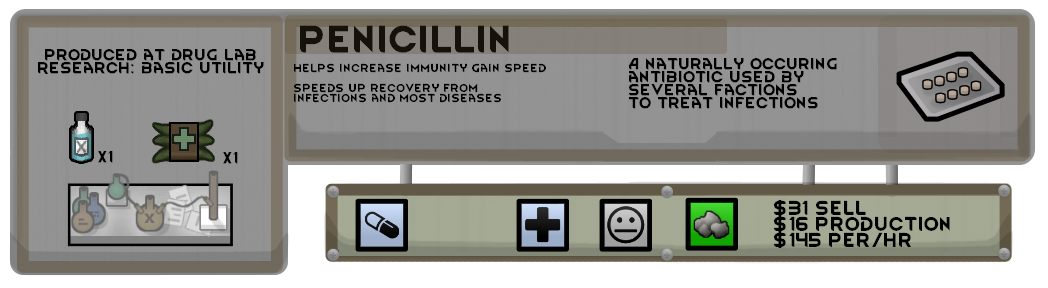 PRODUCED AT DRUG LAB
RESEARCH: BASIC UTILITY
X1
X1
PENICILLIN
HELPS INCREASE IMMUNITY GAIN SPEED
SPEEDS UP RECOVERY FROM
INFECTIONS AND MOST DISEASES
A NATURALLY OCCURING
ANTIBIOTIC USED BY
SEVERAL FACTIONS
TO TREAT INFECTIONS
$31 SELL
$16 PRODUCTION
$145 PER/HR